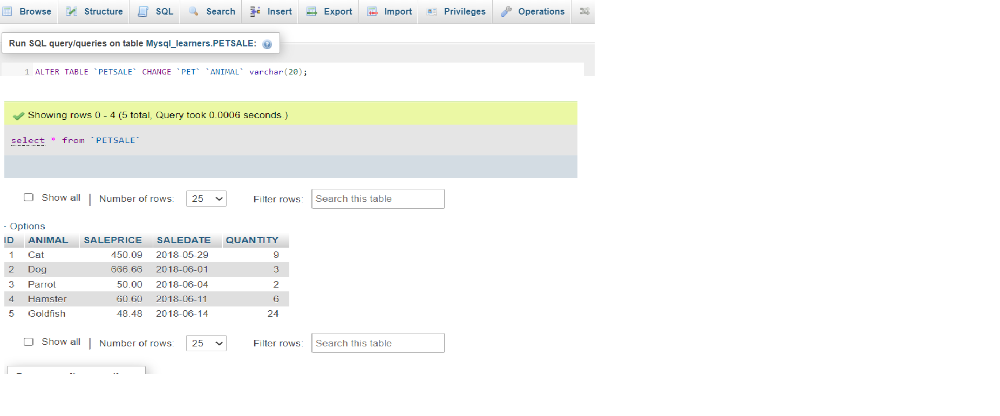 Browse Structure SQL Search Insert Export Import Privileges Operations
Run SQL query/queries on table Mysql_learners.PETSALE:
1 ALTER TABLE `PETSALE` CHANGE `PET` `ANIMAL` varchar(20);
Showing rows 0 - 4 (5 total, Query took 0.0006 seconds.)
select * from `PETSALE`
Show all | Number of rows: 25 Filter rows: Search this table
- Options
ID ANIMAL SALEPRICE SALEDATE QUANTITY
1 Cat 450.09 2018-05-29 9
2 Dog 666.66 2018-06-01 3
3 Parrot 50.00 2018-06-04 2
4 Hamster 60.60 2018-06-11 6
5 Goldfish 48.48 2018-06-14 24
Show all | Number of rows: 25 Filter rows: Search this table